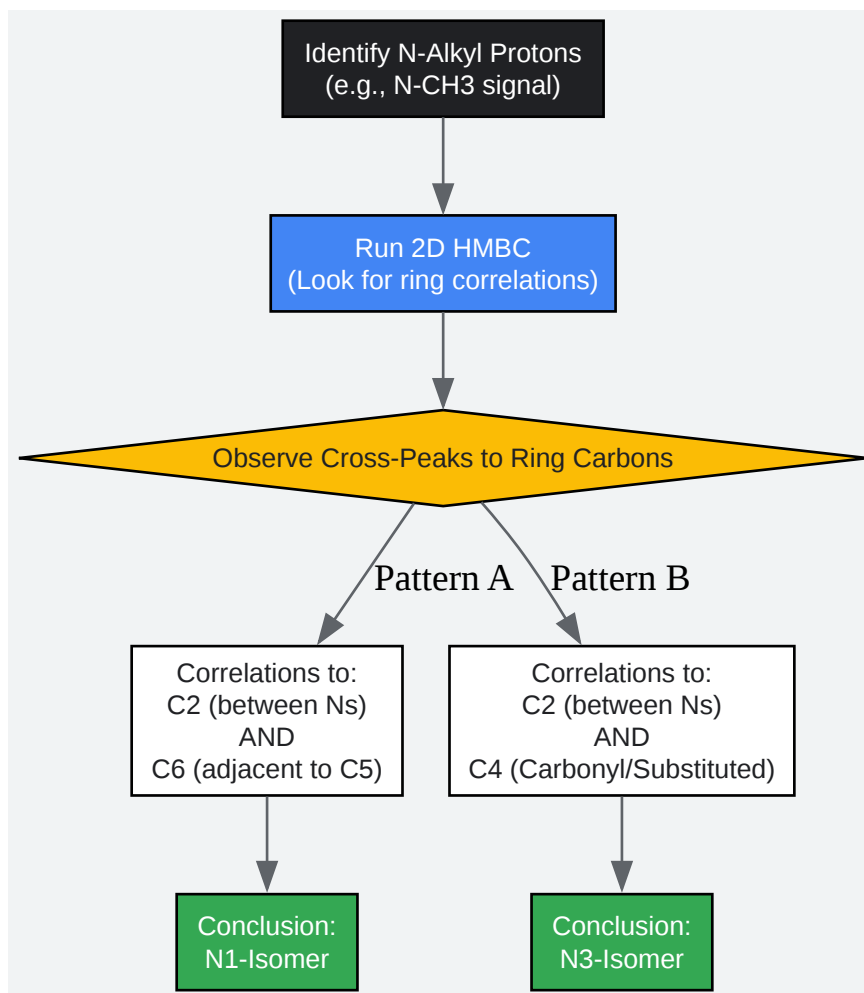 Identify N-Alkyl Protons
(e.g., N-CH3 signal)
Run 2D HMBC
(Look for ring correlations)
Observe Cross-Peaks to Ring Carbons
Pattern A
Pattern B
Correlations to:
C2 (between Ns)
AND
C6 (adjacent to C5)
Correlations to:
C2 (between Ns)
AND
C4 (Carbonyl/Substituted)
Conclusion:
N1-Isomer
Conclusion:
N3-Isomer